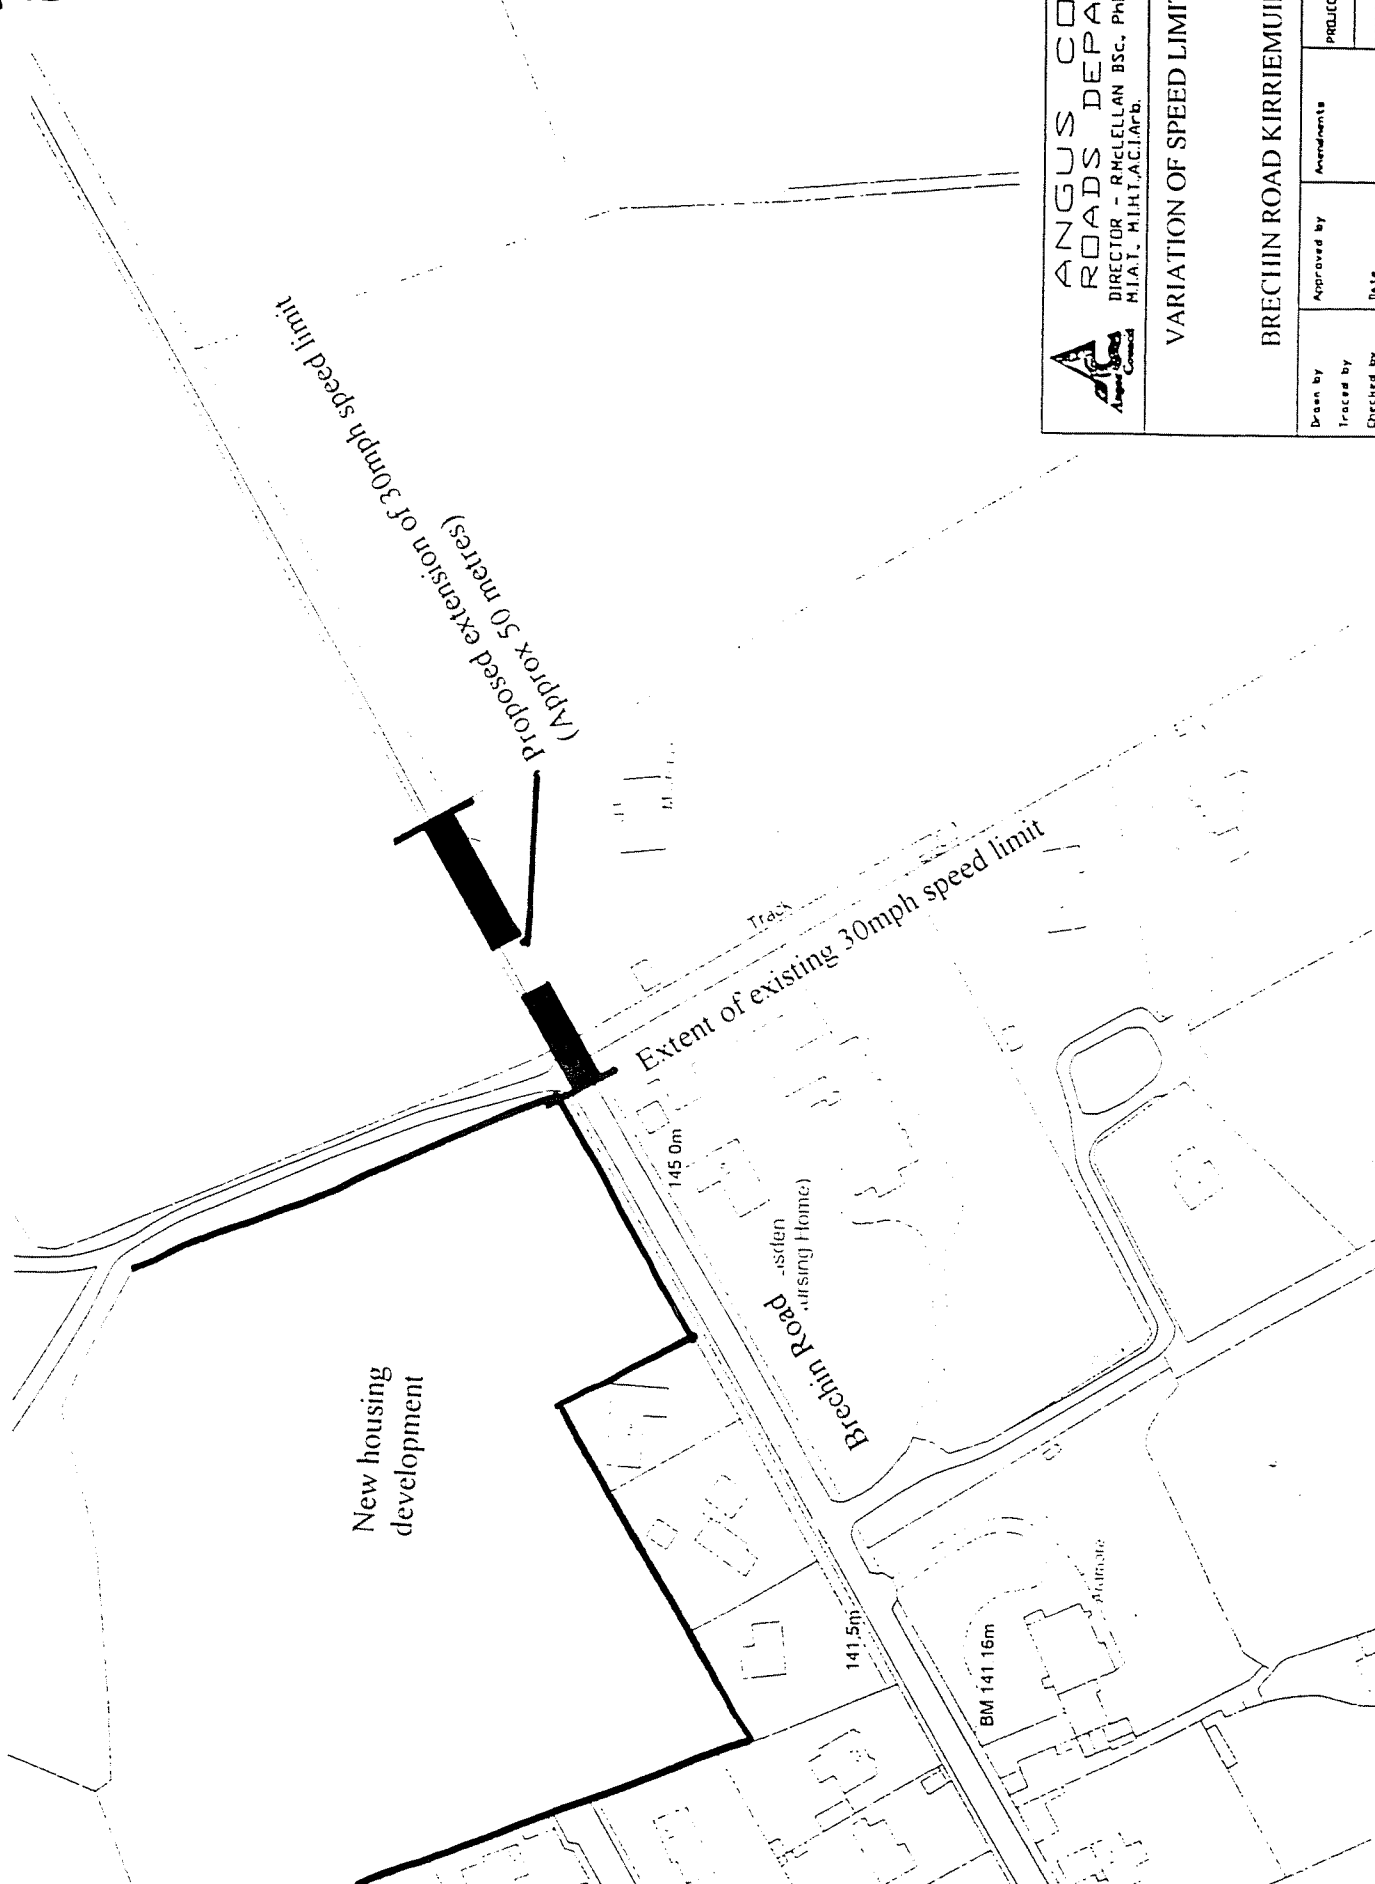 Proposed extension of 30mph speed limit
(Approx 50 metres)
Extent of existing 30mph speed limit
Track
New housing
development
145 0m
Brechin Road
Home)
141.5m
BM 141 16m
ANGUS CO
ROADS DEPA
DIRECTOR - R.McLELLAN BSc., Ph
M.I.A.T., M.I.H.T.,A.C.I.Arb.
Angus
Council
VARIATION OF SPEED LIMI
BRECHIN ROAD KIRRIEMUI
Drawn by
Approved by
Amendments
PROJEC
Traced by
Checked by
Date